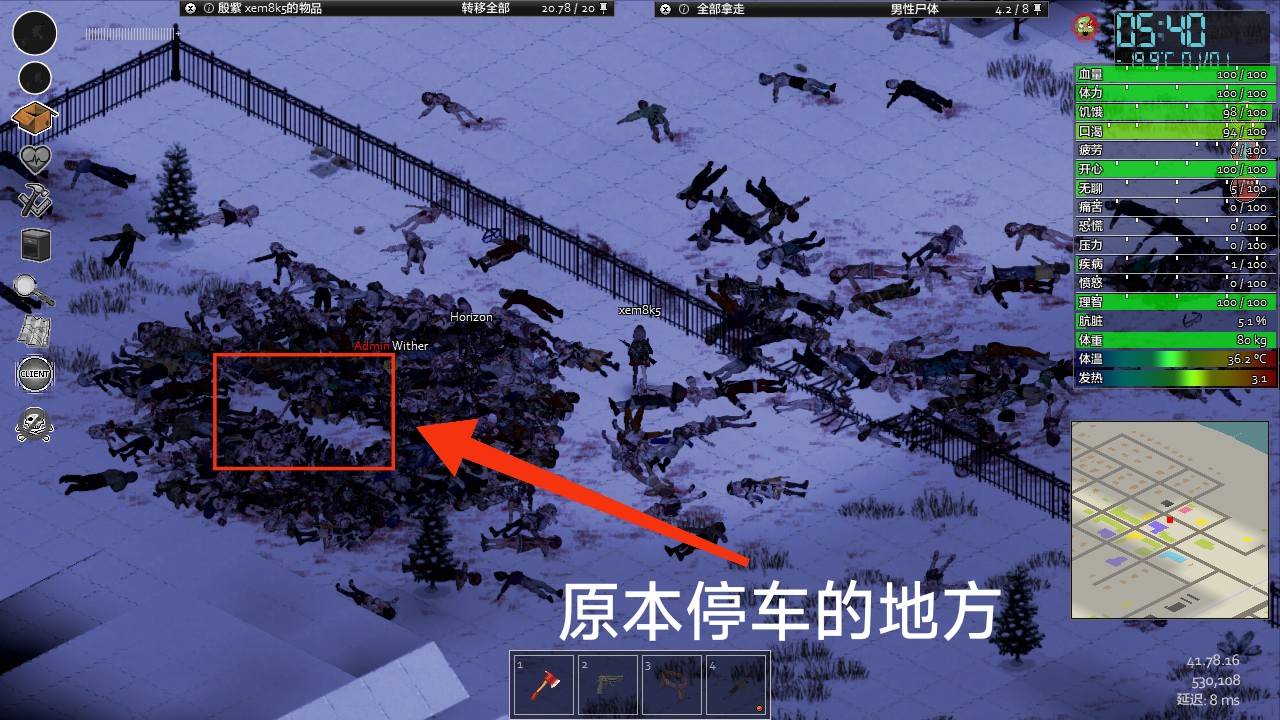 殷紫 xem8k5的物品 转移全部 20.78 / 20
全部拿走 男性尸体 4.2 / 8
05:40
-19.9°C 01/01
血量 100 / 100
体力 100 / 100
饥饿 98 / 100
口渴 94 / 100
疲劳 0 / 100
开心 100 / 100
无聊 5 / 100
痛苦 0 / 100
恐慌 0 / 100
压力 0 / 100
疾病 1 / 100
愤怒 0 / 100
理智 100 / 100
肮脏 5.1 %
体重 80 kg
体温 36.2 °C
发热 3.1
CLIENT
xem8k5
Horizon
Admin Wither
原本停车的地方
1 2 3 4
41.78.16
530,108
延迟: 8 ms